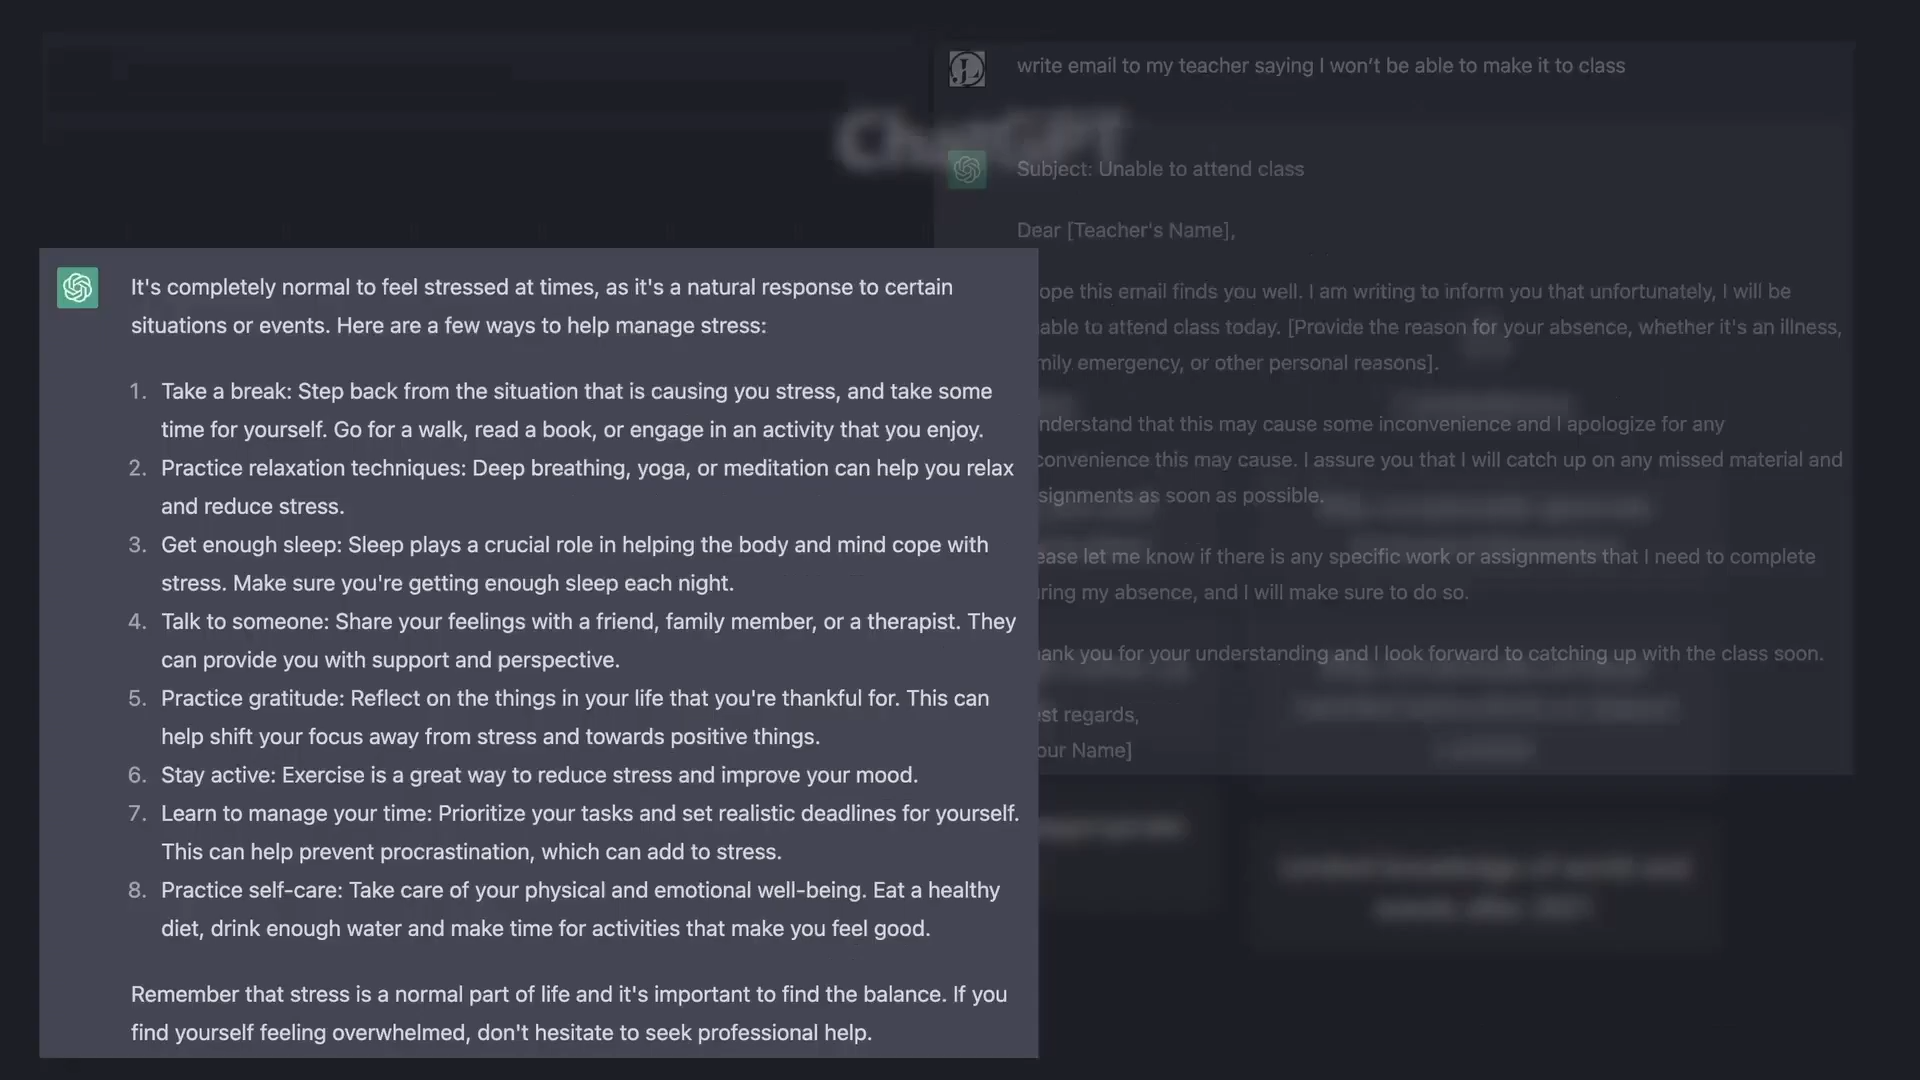 ChatGPT
write email to my teacher saying I won't be able to make it to class
Subject: Unable to attend class
Dear [Teacher's Name],
ope this email finds you well. I am writing to inform you that unfortunately, I will be
able to attend class today. [Provide the reason for your absence, whether it's an illness,
mily emergency, or other personal reasons].
nderstand that this may cause some inconvenience and I apologize for any
convenience this may cause. I assure you that I will catch up on any missed material and
signments as soon as possible.
ease let me know if there is any specific work or assignments that I need to complete
ring my absence, and I will make sure to do so.
ank you for your understanding and I look forward to catching up with the class soon.
st regards,
our Name]
It's completely normal to feel stressed at times, as it's a natural response to certain
situations or events. Here are a few ways to help manage stress:
1. Take a break: Step back from the situation that is causing you stress, and take some
time for yourself. Go for a walk, read a book, or engage in an activity that you enjoy.
2. Practice relaxation techniques: Deep breathing, yoga, or meditation can help you relax
and reduce stress.
3. Get enough sleep: Sleep plays a crucial role in helping the body and mind cope with
stress. Make sure you're getting enough sleep each night.
4. Talk to someone: Share your feelings with a friend, family member, or a therapist. They
can provide you with support and perspective.
5. Practice gratitude: Reflect on the things in your life that you're thankful for. This can
help shift your focus away from stress and towards positive things.
6. Stay active: Exercise is a great way to reduce stress and improve your mood.
7. Learn to manage your time: Prioritize your tasks and set realistic deadlines for yourself.
This can help prevent procrastination, which can add to stress.
8. Practice self-care: Take care of your physical and emotional well-being. Eat a healthy
diet, drink enough water and make time for activities that make you feel good.
Remember that stress is a normal part of life and it's important to find the balance. If you
find yourself feeling overwhelmed, don't hesitate to seek professional help.